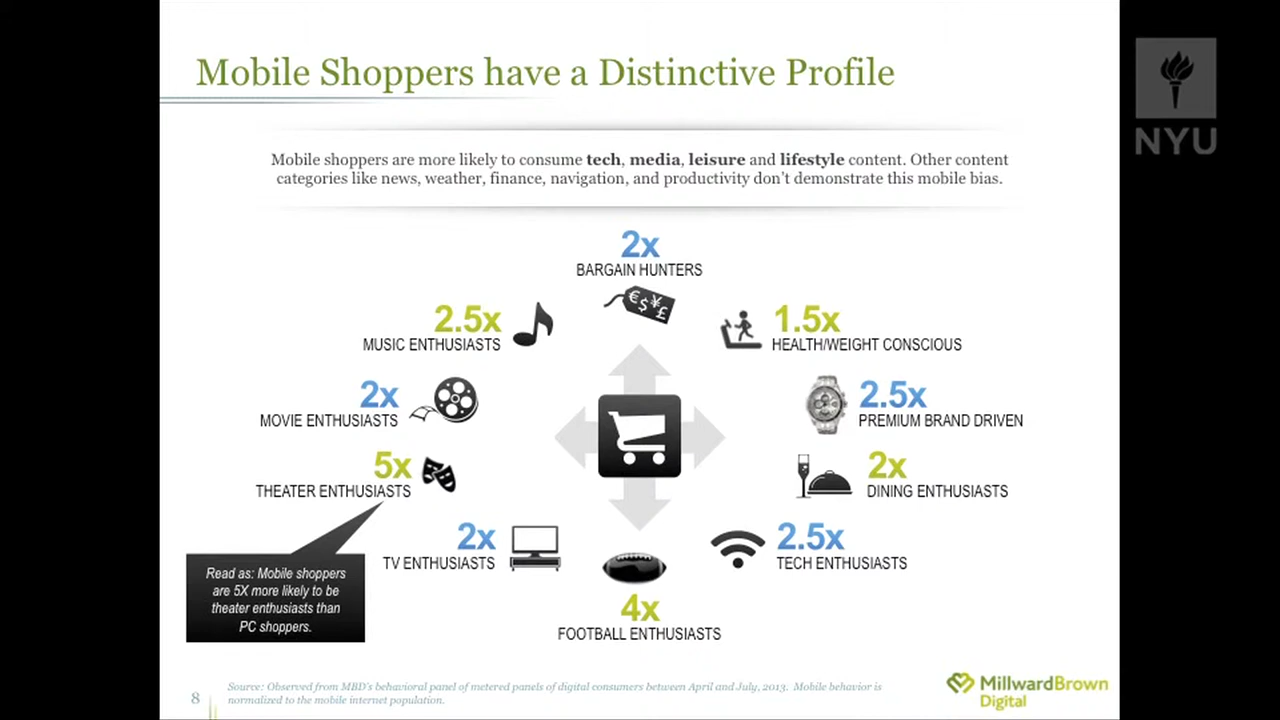 Mobile Shoppers have a Distinctive Profile
NYU
Mobile shoppers are more likely to consume tech, media, leisure and lifestyle content. Other content
categories like news, weather, finance, navigation, and productivity don't demonstrate this mobile bias.
2x
BARGAIN HUNTERS
€$¥£
2.5x
MUSIC ENTHUSIASTS
1.5x
HEALTH/WEIGHT CONSCIOUS
2x
MOVIE ENTHUSIASTS
2.5x
PREMIUM BRAND DRIVEN
5x
THEATER ENTHUSIASTS
2x
DINING ENTHUSIASTS
2x
TV ENTHUSIASTS
2.5x
TECH ENTHUSIASTS
Read as: Mobile shoppers
are 5X more likely to be
theater enthusiasts than
PC shoppers.
4x
FOOTBALL ENTHUSIASTS
8
Source: Observed from MBD's behavioral panel of metered panels of digital consumers between April and July, 2013. Mobile behavior is
normalized to the mobile internet population.
MillwardBrown
Digital